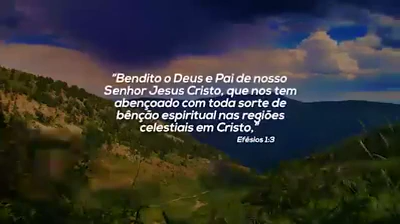 "Bendito o Deus e Pai de nosso
Senhor Jesus Cristo, que nos tem
abençoado com toda sorte de
bênção espiritual nas regiões
celestiais em Cristo,"
Efésios 1:3